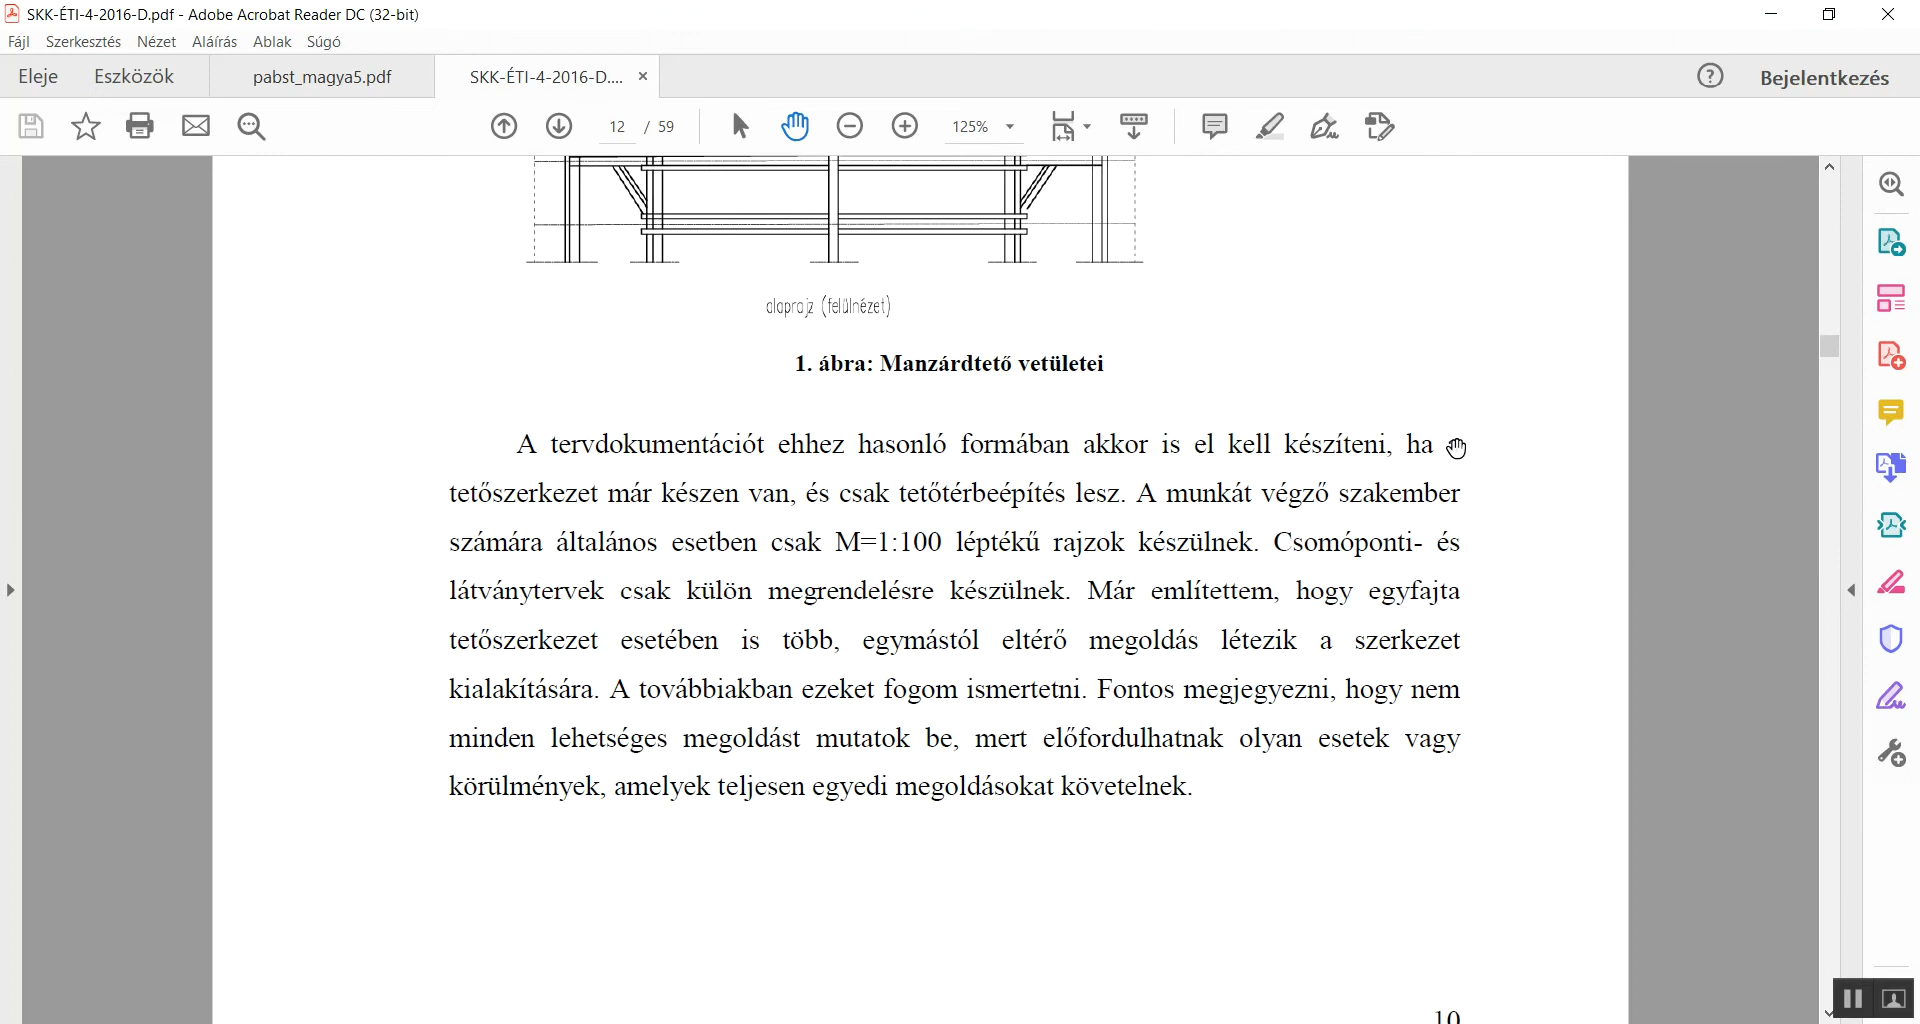 SKK-ÉTI-4-2016-D.pdf - Adobe Acrobat Reader DC (32-bit)
Fájl Szerkesztés Nézet Aláírás Ablak Súgó
Eleje Eszközök pabst_magya5.pdf SKK-ÉTI-4-2016-D.... Bejelentkezés
12 / 59 125%
alaprajz (felülnézet)
1. ábra: Manzárdtető vetületei
A tervdokumentációt ehhez hasonló formában akkor is el kell készíteni, ha
tetőszerkezet már készen van, és csak tetőtérbeépítés lesz. A munkát végző szakember
számára általános esetben csak M=1:100 léptékű rajzok készülnek. Csomóponti- és
látványtervek csak külön megrendelésre készülnek. Már említettem, hogy egyfajta
tetőszerkezet esetében is több, egymástól eltérő megoldás létezik a szerkezet
kialakítására. A továbbiakban ezeket fogom ismertetni. Fontos megjegyezni, hogy nem
minden lehetséges megoldást mutatok be, mert előfordulhatnak olyan esetek vagy
körülmények, amelyek teljesen egyedi megoldásokat követelnek.
10